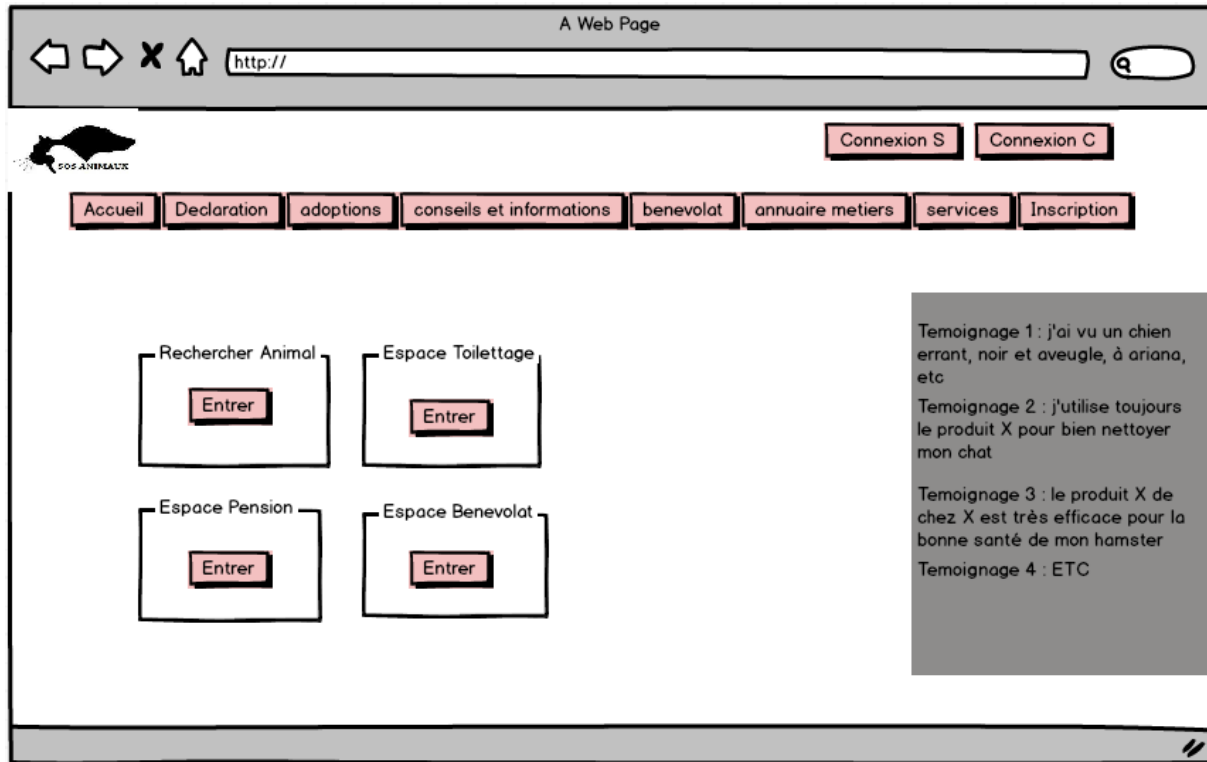 A Web Page
http://
SOS ANIMAUX
Connexion S
Connexion C
Accueil
Declaration
adoptions
conseils et informations
benevolat
annuaire metiers
services
Inscription
Rechercher Animal
Entrer
Espace Toilettage
Entrer
Espace Pension
Entrer
Espace Benevolat
Entrer
Temoignage 1 : j'ai vu un chien
errant, noir et aveugle, à ariana,
etc
Temoignage 2 : j'utilise toujours
le produit X pour bien nettoyer
mon chat
Temoignage 3 : le produit X de
chez X est très efficace pour la
bonne santé de mon hamster
Temoignage 4 : ETC